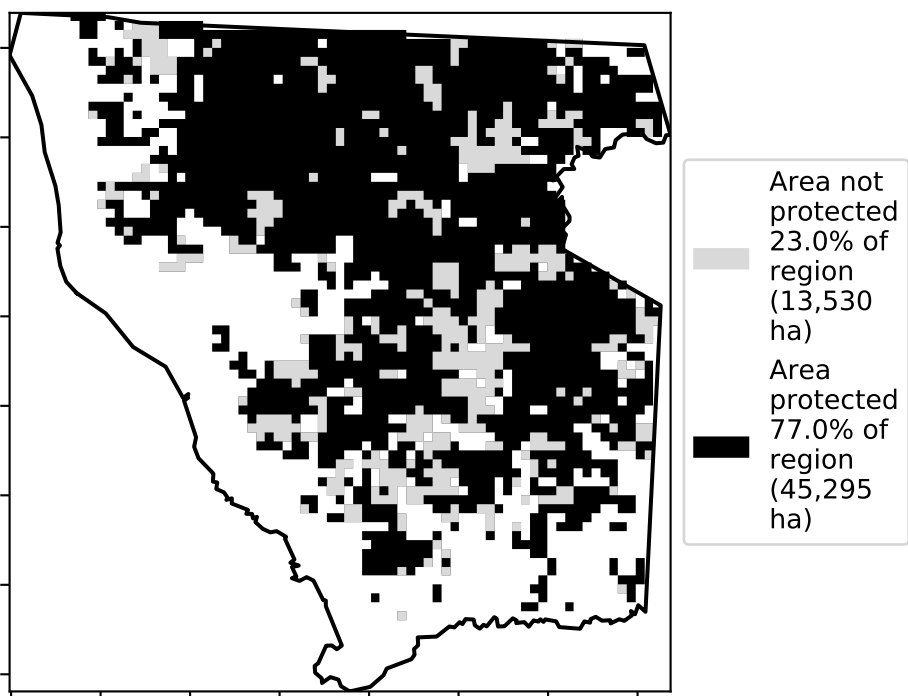 Area not
protected
23.0% of
region
(13,530
ha)
Area
protected
77.0% of
region
(45,295
ha)